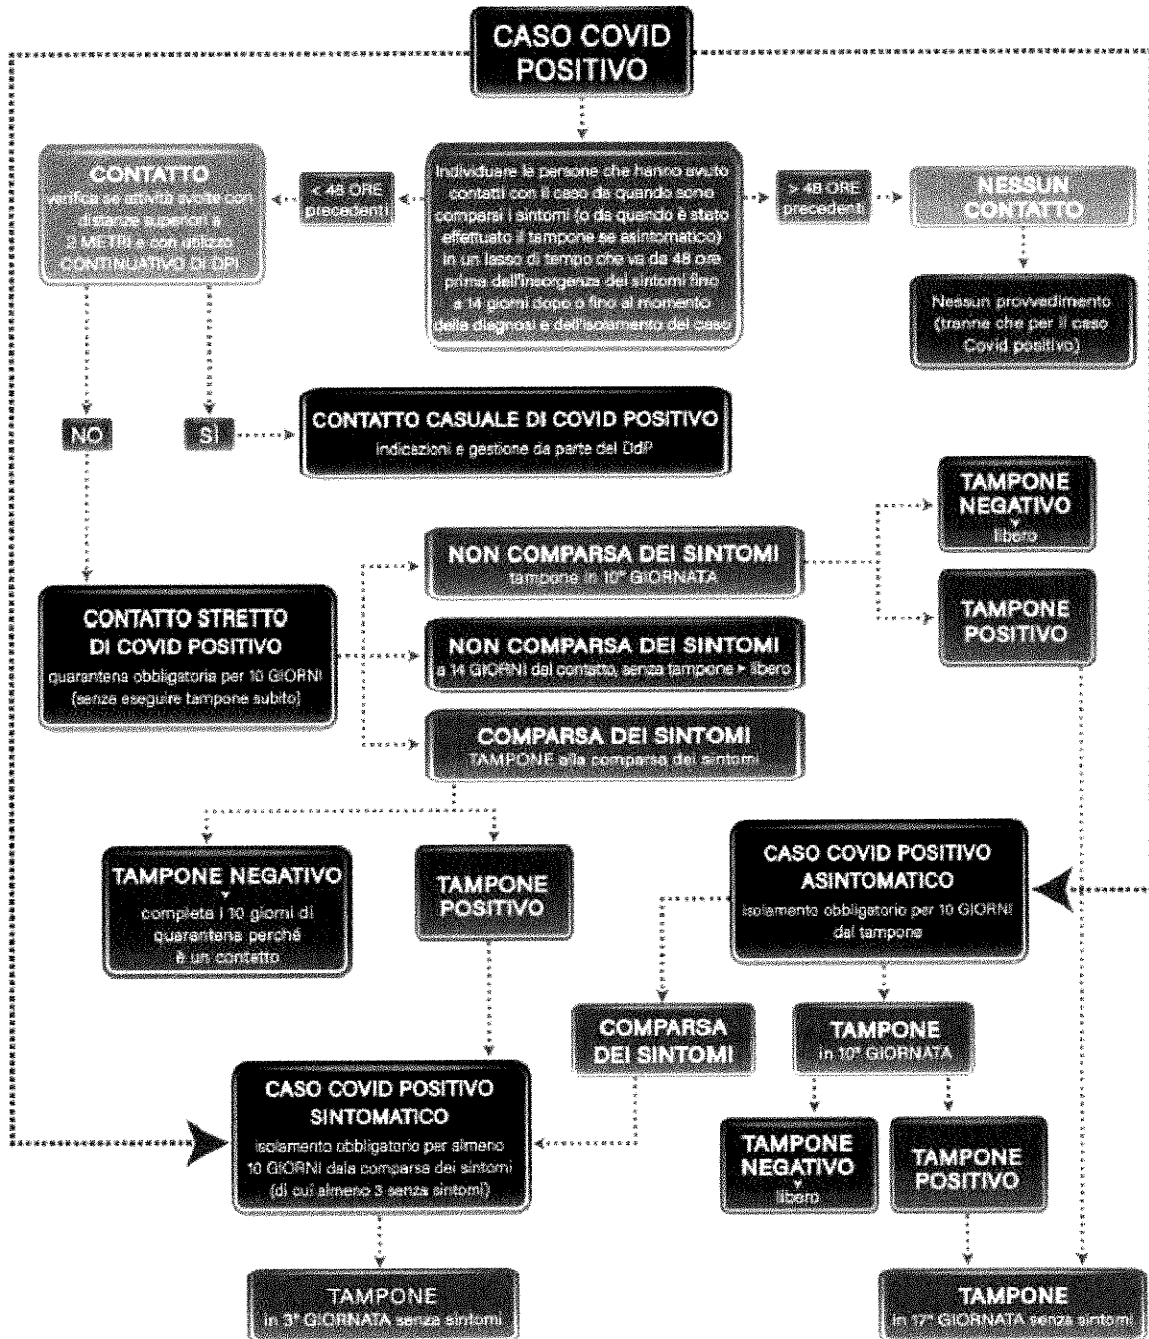 CASO COVID
POSITIVO
CONTATTO
verifica se attività svolte con
distanze superiori a
2 METRI e con utilizzo
CONTINUATIVO DI DPI
< 48 ORE
precedenti
Individuare le persone che hanno avuto
contatti con il caso da quando sono
comparsi i sintomi (o da quando è stato
effettuato il tampone se asintomatico)
in un lasso di tempo che va da 48 ore
prima dell'insorgenza dei sintomi fino
a 14 giorni dopo o fino al momento
della diagnosi e dell'isolamento del caso
> 48 ORE
precedenti
NESSUN
CONTATTO
Nessun provvedimento
(tranne che per il caso
Covid positivo)
NO
SÌ
CONTATTO CASUALE DI COVID POSITIVO
indicazioni e gestione da parte del DdP
TAMPONE
NEGATIVO
libero
NON COMPARSA DEI SINTOMI
tampone in 10ª GIORNATA
TAMPONE
POSITIVO
CONTATTO STRETTO
DI COVID POSITIVO
quarantena obbligatoria per 10 GIORNI
(senza eseguire tampone subito)
NON COMPARSA DEI SINTOMI
a 14 GIORNI dal contatto, senza tampone ▸ libero
COMPARSA DEI SINTOMI
TAMPONE alla comparsa dei sintomi
TAMPONE NEGATIVO
completa i 10 giorni di
quarantena perché
è un contatto
TAMPONE
POSITIVO
CASO COVID POSITIVO
ASINTOMATICO
isolamento obbligatorio per 10 GIORNI
dal tampone
COMPARSA
DEI SINTOMI
TAMPONE
in 10ª GIORNATA
CASO COVID POSITIVO
SINTOMATICO
isolamento obbligatorio per almeno
10 GIORNI dala comparsa dei sintomi
(di cui almeno 3 senza sintomi)
TAMPONE
NEGATIVO
libero
TAMPONE
POSITIVO
TAMPONE
in 3ª GIORNATA senza sintomi
TAMPONE
in 17ª GIORNATA senza sintomi